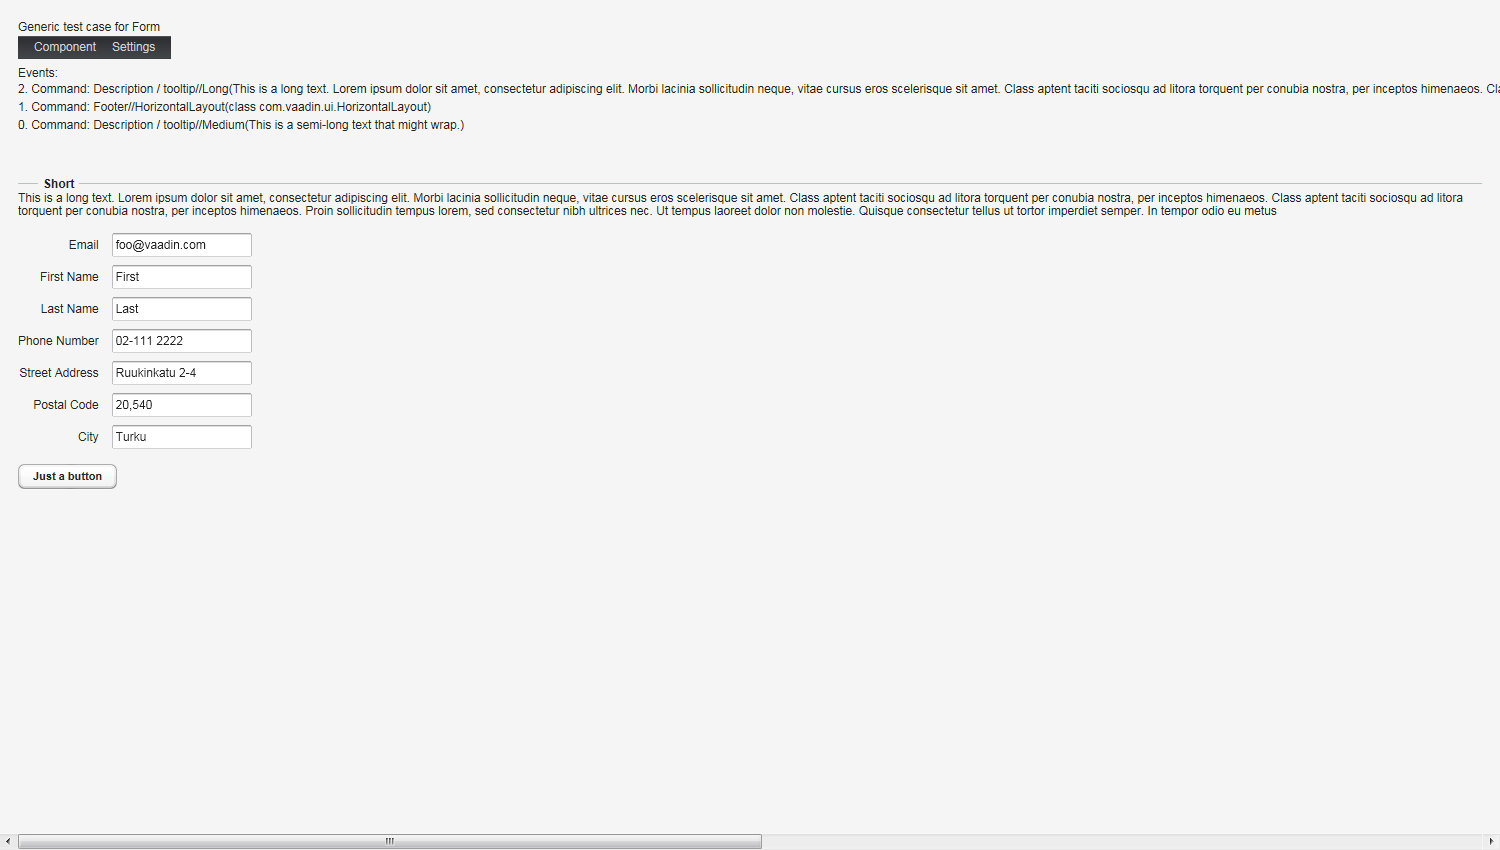 Generic test case for Form
Component Settings
Events:
2. Command: Description / tooltip//Long(This is a long text. Lorem ipsum dolor sit amet, consectetur adipiscing elit. Morbi lacinia sollicitudin neque, vitae cursus eros scelerisque sit amet. Class aptent taciti sociosqu ad litora torquent per conubia nostra, per inceptos himenaeos.
1. Command: Footer//HorizontalLayout(class com.vaadin.ui.HorizontalLayout)
0. Command: Description / tooltip//Medium(This is a semi-long text that might wrap.)
Short
This is a long text. Lorem ipsum dolor sit amet, consectetur adipiscing elit. Morbi lacinia sollicitudin neque, vitae cursus eros scelerisque sit amet. Class aptent taciti sociosqu ad litora torquent per conubia nostra, per inceptos himenaeos. Class aptent taciti sociosqu ad litora
torquent per conubia nostra, per inceptos himenaeos. Proin sollicitudin tempus lorem, sed consectetur nibh ultrices nec. Ut tempus laoreet dolor non molestie. Quisque consectetur tellus ut tortor imperdiet semper. In tempor odio eu metus
Email foo@vaadin.com
First Name First
Last Name Last
Phone Number 02-111 2222
Street Address Ruukinkatu 2-4
Postal Code 20,540
City Turku
Just a button